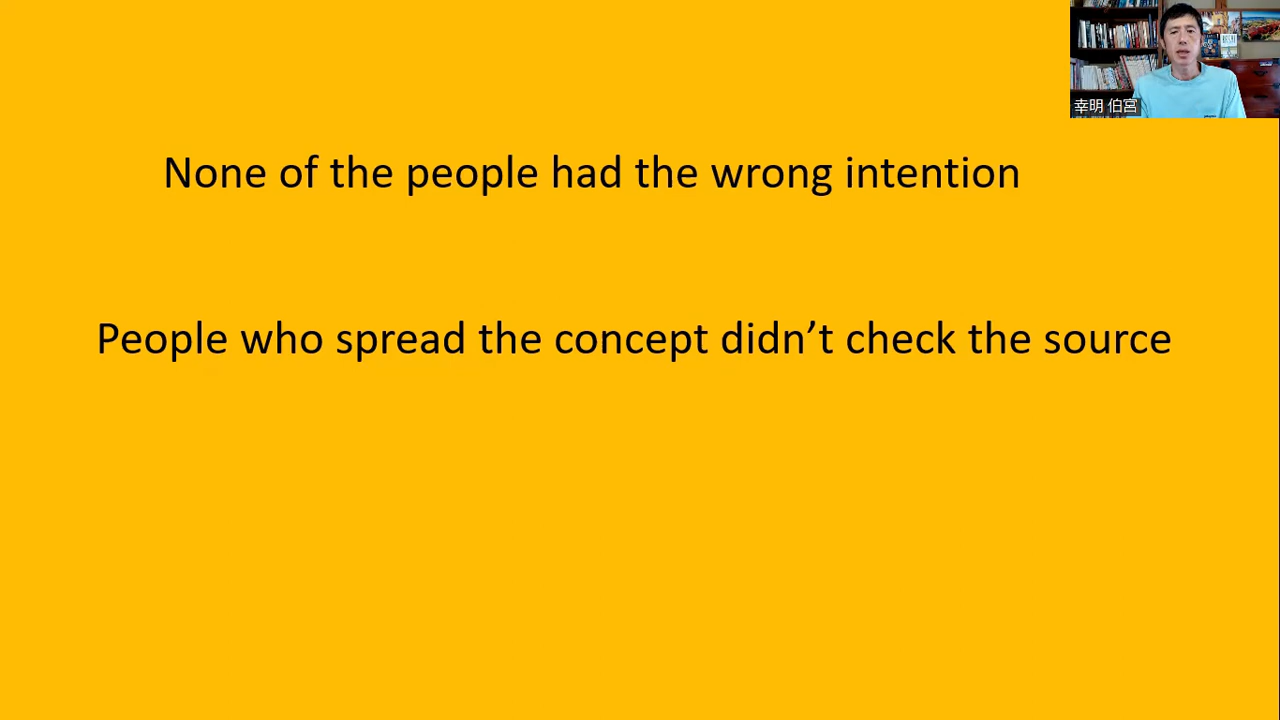 幸明 伯宮
None of the people had the wrong intention
People who spread the concept didn’t check the source